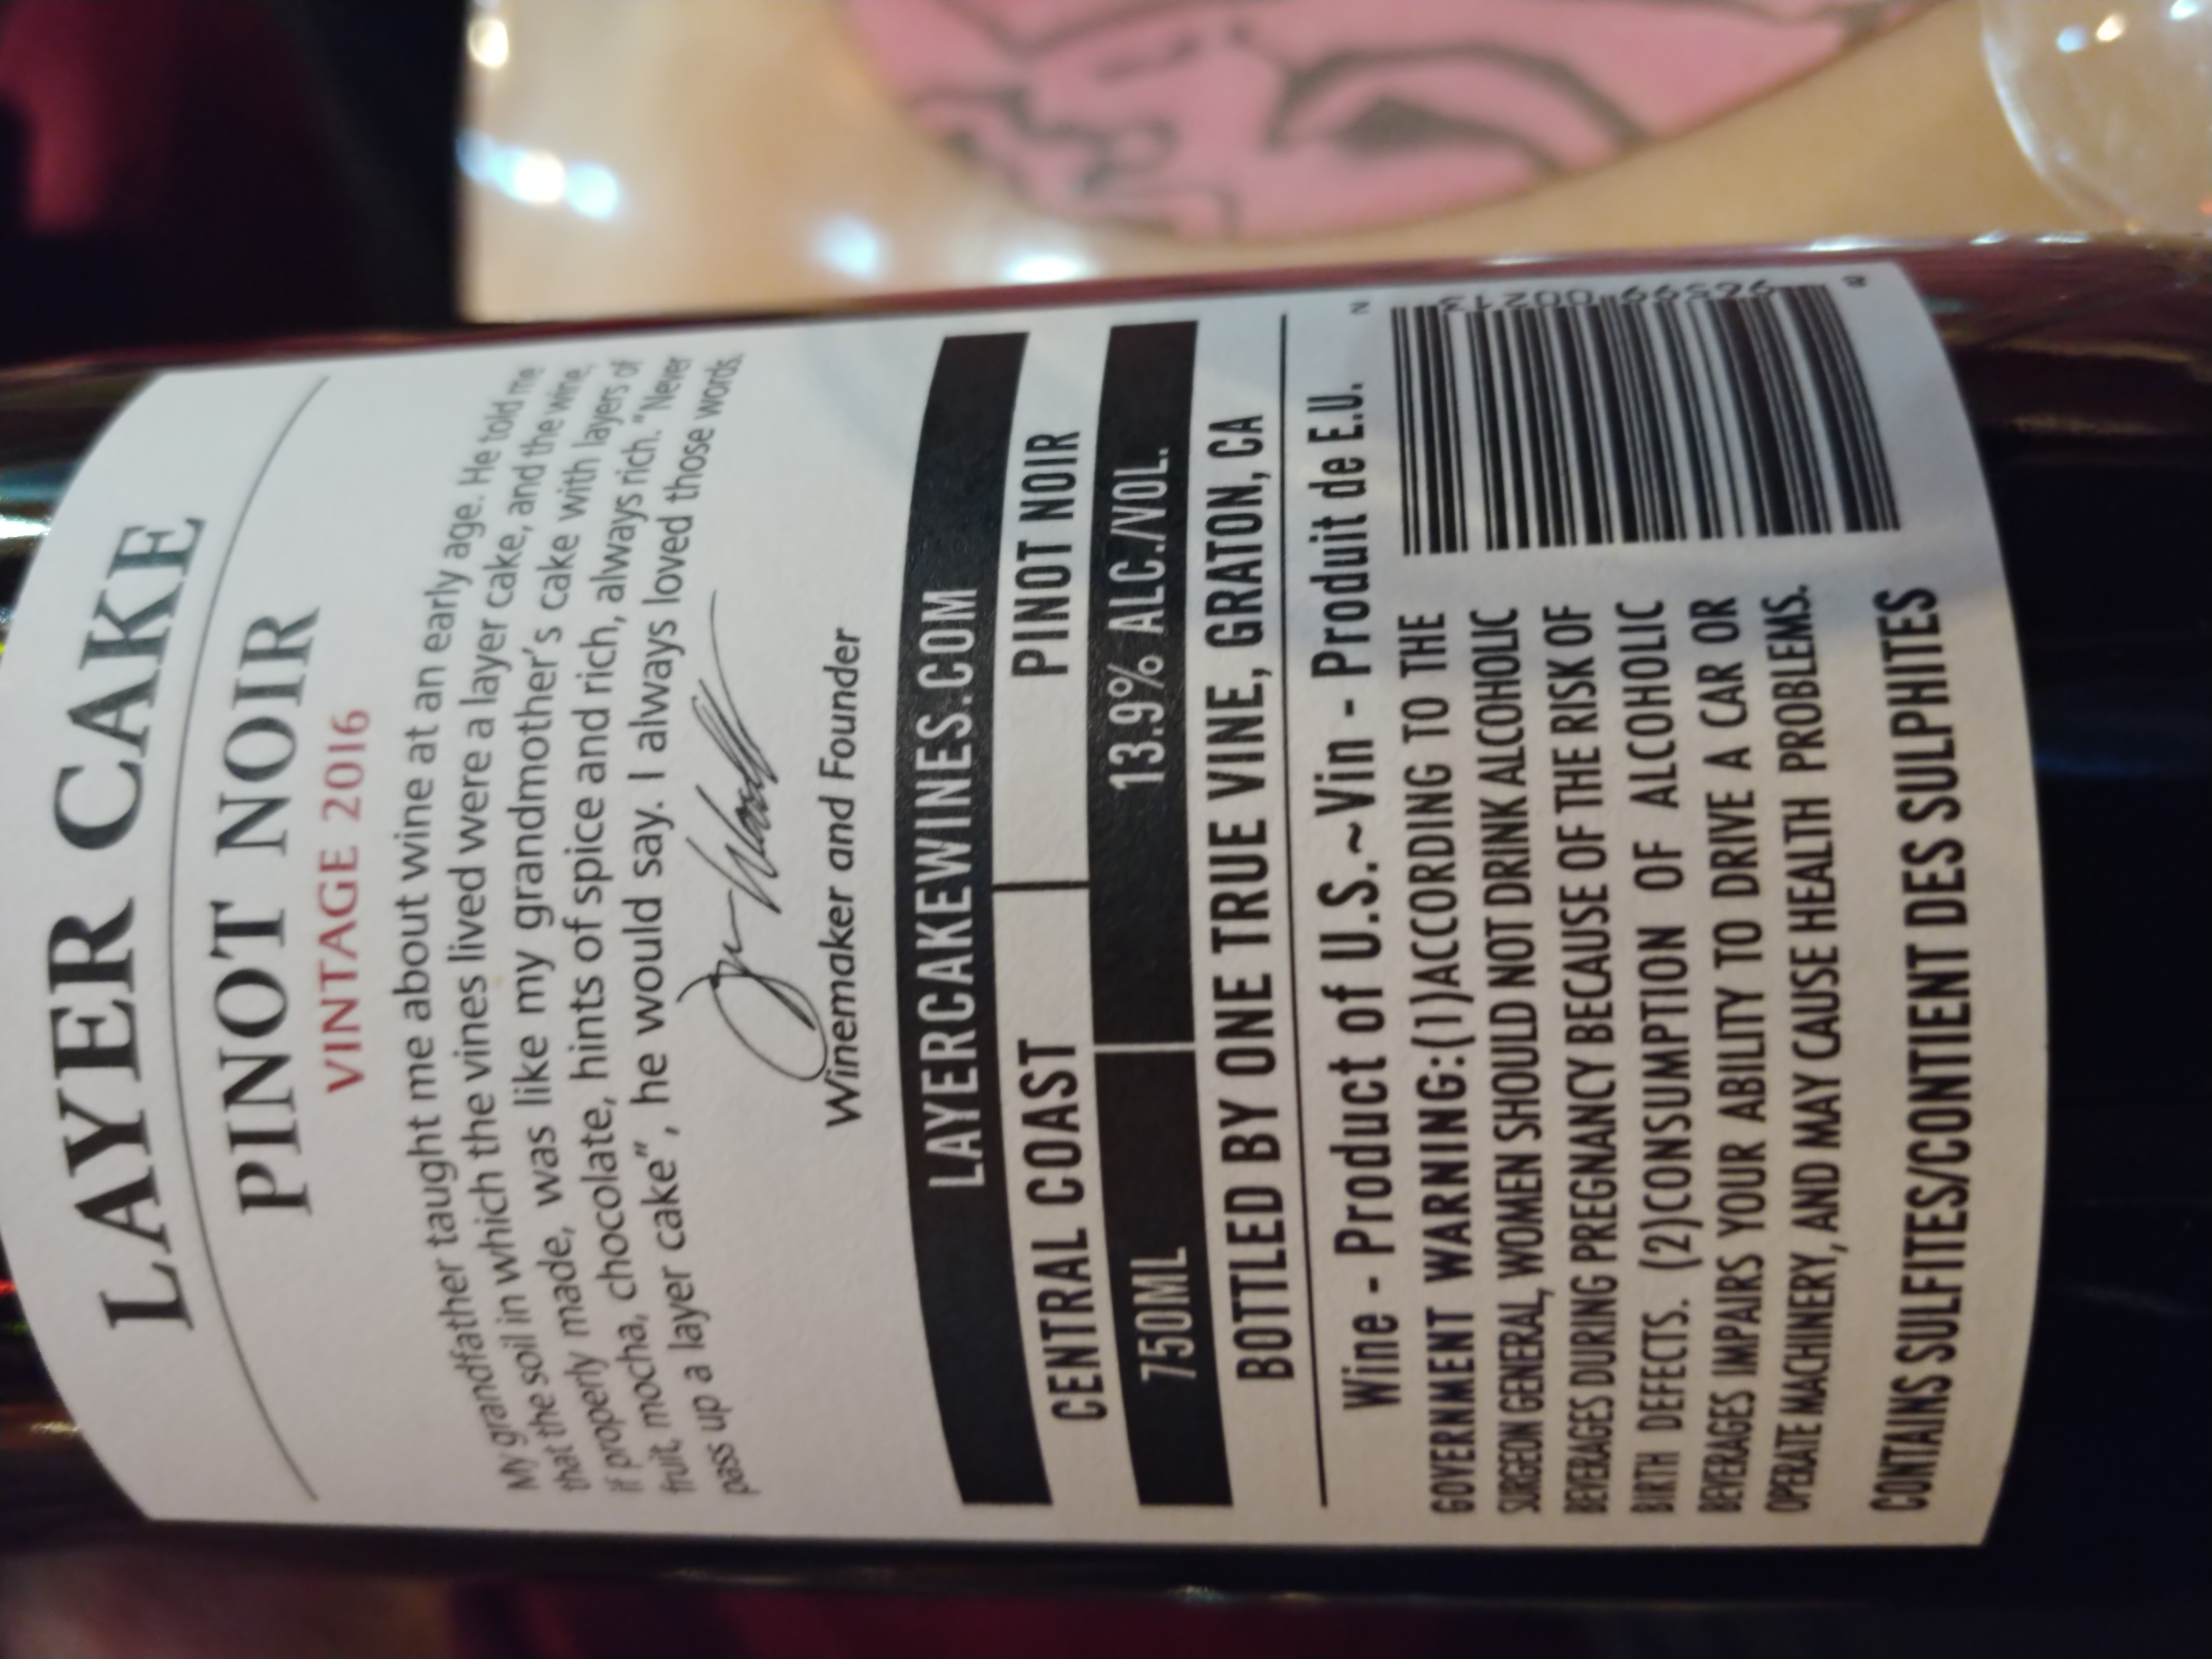 LAYER CAKE
PINOT NOIR
VINTAGE 2016
My grandfather taught me about wine at an early age. He told me
that the soil in which the vines lived were a layer cake, and the wine,
if properly made, was like my grandmother's cake with layers of
fruit, mocha, chocolate, hints of spice and rich, always rich. "Never
pass up a layer cake", he would say. I always loved those words.
Winemaker and Founder
LAYERCAKEWINES.COM
CENTRAL COAST PINOT NOIR
750ML 13.9% ALC./VOL.
BOTTLED BY ONE TRUE VINE, GRATON, CA
Wine - Product of U.S.~Vin - Produit de E.U.
GOVERNMENT WARNING:(1)ACCORDING TO THE
SURGEON GENERAL, WOMEN SHOULD NOT DRINK ALCOHOLIC
BEVERAGES DURING PREGNANCY BECAUSE OF THE RISK OF
BIRTH DEFECTS. (2)CONSUMPTION OF ALCOHOLIC
BEVERAGES IMPAIRS YOUR ABILITY TO DRIVE A CAR OR
OPERATE MACHINERY, AND MAY CAUSE HEALTH PROBLEMS.
CONTAINS SULFITES/CONTIENT DES SULPHITES